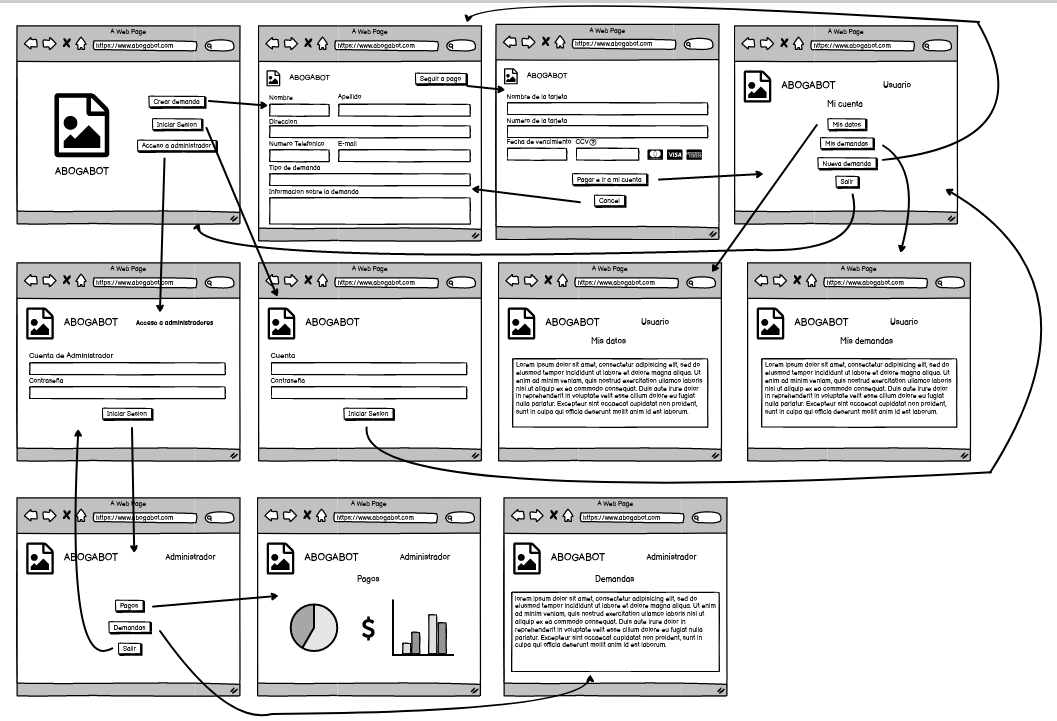 A Web Page
https://www.abogabot.com
Crear demanda
Iniciar Sesion
Acceso a administrador
ABOGABOT
A Web Page
https://www.abogabot.com
ABOGABOT
Seguir a pago
Nombre
Apellido
Direccion
Numero Telefonico
E-mail
Tipo de demanda
Informacion sobre la demanda
A Web Page
https://www.abogabot.com
ABOGABOT
Nombre de la tarjeta
Numero de la tarjeta
Fecha de vencimiento
CCV
VISA
Pagar e ir a mi cuenta
Cancel
A Web Page
https://www.abogabot.com
ABOGABOT
Usuario
Mi cuenta
Mis datos
Mis demandas
Nueva demanda
Salir
A Web Page
https://www.abogabot.com
ABOGABOT
Acceso a administradores
Cuenta de Administrador
Contraseña
Iniciar Sesion
A Web Page
https://www.abogabot.com
ABOGABOT
Cuenta
Contraseña
Iniciar Sesion
A Web Page
https://www.abogabot.com
ABOGABOT
Usuario
Mis datos
Lorem ipsum dolor sit amet, consectetur adipisicing elit, sed do
eiusmod tempor incididunt ut labore et dolore magna aliqua. Ut
enim ad minim veniam, quis nostrud exercitation ullamco laboris
nisi ut aliquip ex ea commodo consequat. Duis aute irure dolor
in reprehenderit in voluptate velit esse cillum dolore eu fugiat
nulla pariatur. Excepteur sint occaecat cupidatat non proident,
sunt in culpa qui officia deserunt mollit anim id est laborum.
A Web Page
https://www.abogabot.com
ABOGABOT
Usuario
Mis demandas
Lorem ipsum dolor sit amet, consectetur adipisicing elit, sed do
eiusmod tempor incididunt ut labore et dolore magna aliqua. Ut
enim ad minim veniam, quis nostrud exercitation ullamco laboris
nisi ut aliquip ex ea commodo consequat. Duis aute irure dolor
in reprehenderit in voluptate velit esse cillum dolore eu fugiat
nulla pariatur. Excepteur sint occaecat cupidatat non proident,
sunt in culpa qui officia deserunt mollit anim id est laborum.
A Web Page
https://www.abogabot.com
ABOGABOT
Administrador
Pagos
Demandas
Salir
A Web Page
https://www.abogabot.com
ABOGABOT
Administrador
Pagos
$
A Web Page
https://www.abogabot.com
ABOGABOT
Administrador
Demandas
lorem ipsum dolor sit amet, consectetur adipisicing elit, sed do
eiusmod tempor incididunt ut labore et dolore magna aliqua. Ut enim
ad minim veniam, quis nostrud exercitation ullamco laboris nisi ut
aliquip ex ea commodo consequat. Duis aute irure dolor in
reprehenderit in voluptate velit esse cillum dolore eu fugiat nulla
pariatur. Excepteur sint occaecat cupidatat non proident, sunt in
culpa qui officia deserunt mollit anim id est laborum.